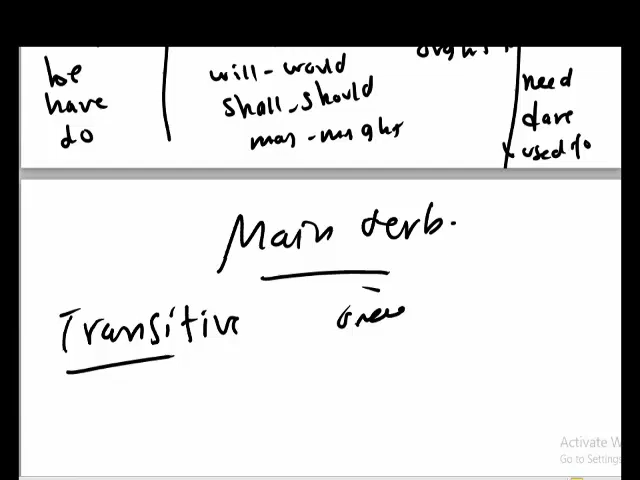 be
have
do
will - would
shall - should
may - might
need
dare
used to
Main verb.
Transitive
Activate W
Go to Settings